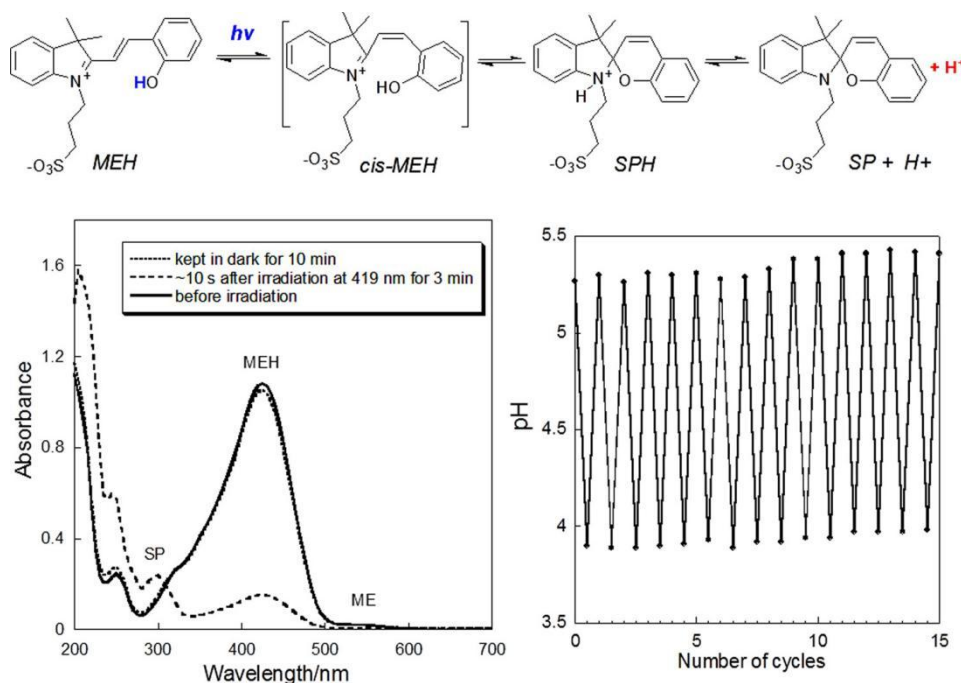 hν
HO
N
+
-O3S
MEH
HO
N
+
-O3S
cis-MEH
H
N
+
O
-O3S
SPH
N
O
-O3S
SP + H+
+ H+
kept in dark for 10 min
~10 s after irradiation at 419 nm for 3 min
before irradiation
MEH
SP
ME
1.6
1.2
0.8
0.4
0
200 300 400 500 600 700
Absorbance
Wavelength/nm
5.5
5
4.5
4
3.5
0 5 10 15
pH
Number of cycles